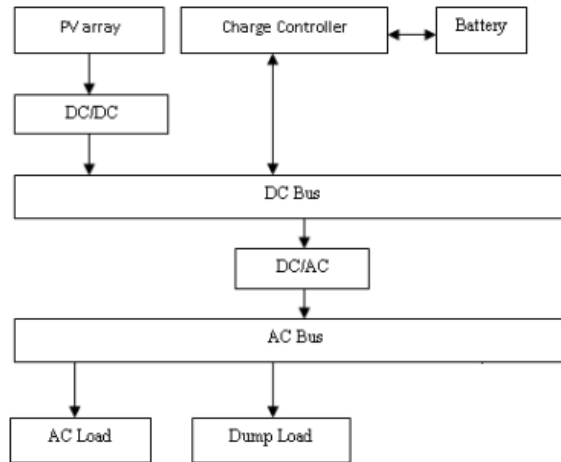 PV array
Charge Controller
Battery
DC/DC
DC Bus
DC/AC
AC Bus
AC Load
Dump Load